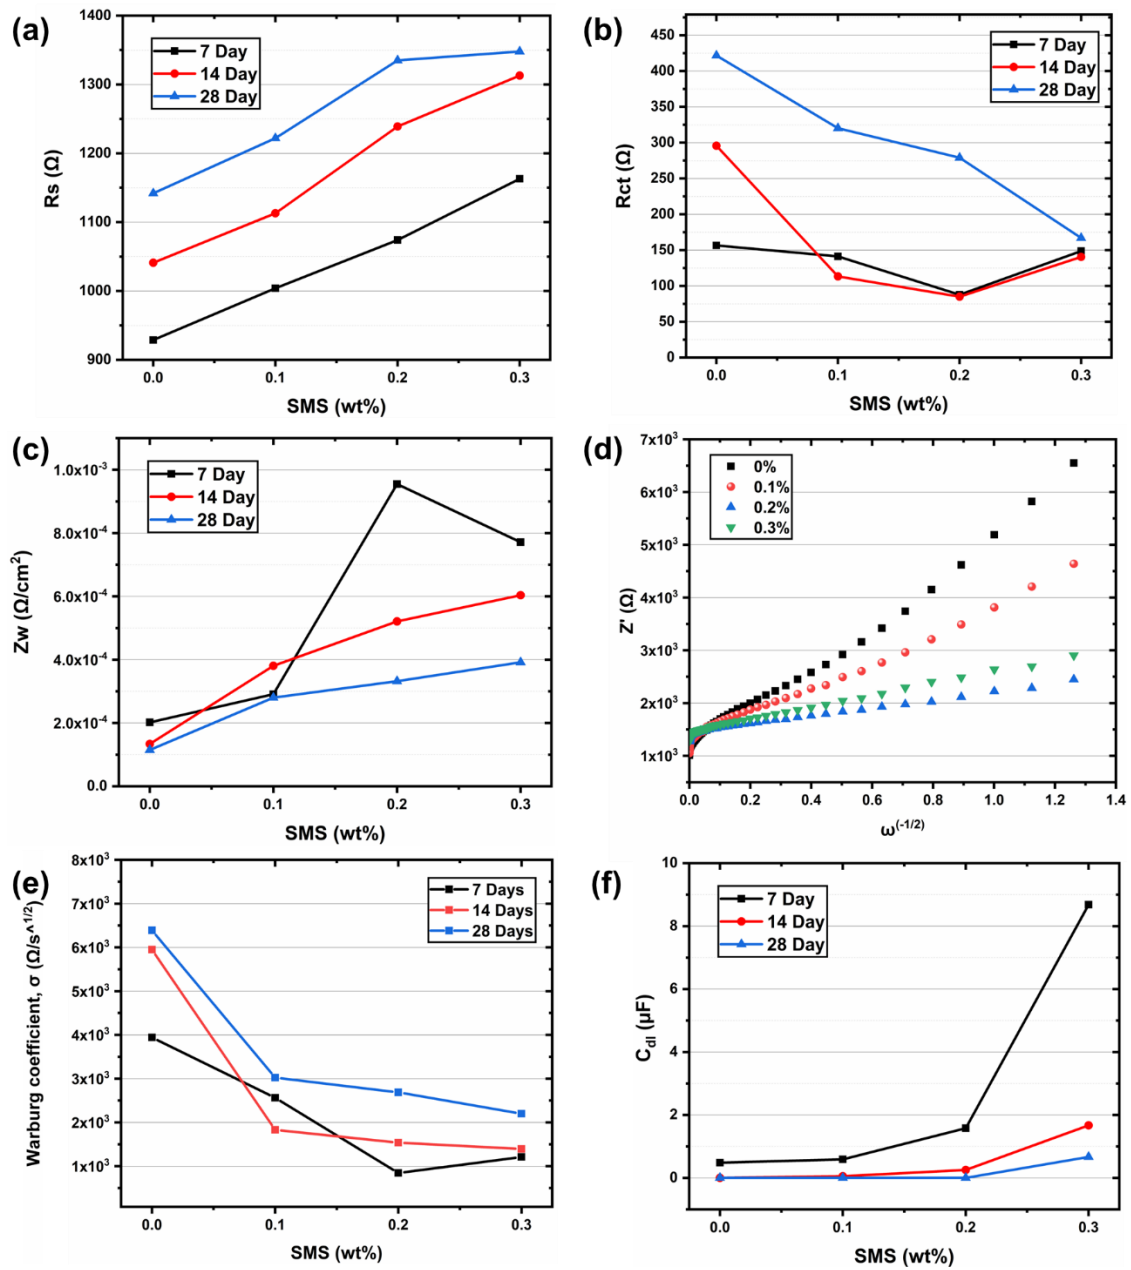 (a)
1400
1300
1200
1100
1000
900
Rs (Ω)
7 Day
14 Day
28 Day
0.0 0.1 0.2 0.3
SMS (wt%)
(b)
450
400
350
300
250
200
150
100
50
0
Rct (Ω)
7 Day
14 Day
28 Day
0.0 0.1 0.2 0.3
SMS (wt%)
(c)
1.0x10⁻³
8.0x10⁻⁴
6.0x10⁻⁴
4.0x10⁻⁴
2.0x10⁻⁴
0.0
Zw (Ω/cm²)
7 Day
14 Day
28 Day
0.0 0.1 0.2 0.3
SMS (wt%)
(d)
7x10³
6x10³
5x10³
4x10³
3x10³
2x10³
1x10³
Z' (Ω)
0%
0.1%
0.2%
0.3%
0.0 0.2 0.4 0.6 0.8 1.0 1.2 1.4
ω⁽⁻¹/²⁾
(e)
8x10³
7x10³
6x10³
5x10³
4x10³
3x10³
2x10³
1x10³
Warburg coefficient, σ (Ω/s^¹/²)
7 Days
14 Days
28 Days
0.0 0.1 0.2 0.3
SMS (wt%)
(f)
10
8
6
4
2
0
C_dl (μF)
7 Day
14 Day
28 Day
0.0 0.1 0.2 0.3
SMS (wt%)